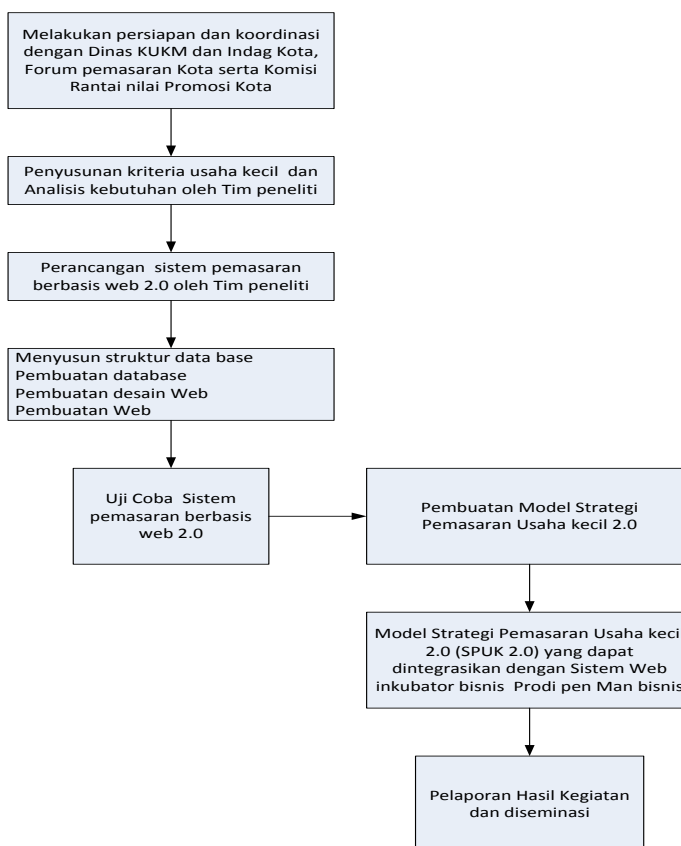 Melakukan persiapan dan koordinasi
dengan Dinas KUKM dan Indag Kota,
Forum pemasaran Kota serta Komisi
Rantai nilai Promosi Kota
Penyusunan kriteria usaha kecil dan
Analisis kebutuhan oleh Tim peneliti
Perancangan sistem pemasaran
berbasis web 2.0 oleh Tim peneliti
Menyusun struktur data base
Pembuatan database
Pembuatan desain Web
Pembuatan Web
Uji Coba Sistem
pemasaran berbasis
web 2.0
Pembuatan Model Strategi
Pemasaran Usaha kecil 2.0
Model Strategi Pemasaran Usaha kecil
2.0 (SPUK 2.0) yang dapat
dintegrasikan dengan Sistem Web
inkubator bisnis Prodi pen Man bisnis
Pelaporan Hasil Kegiatan
dan diseminasi